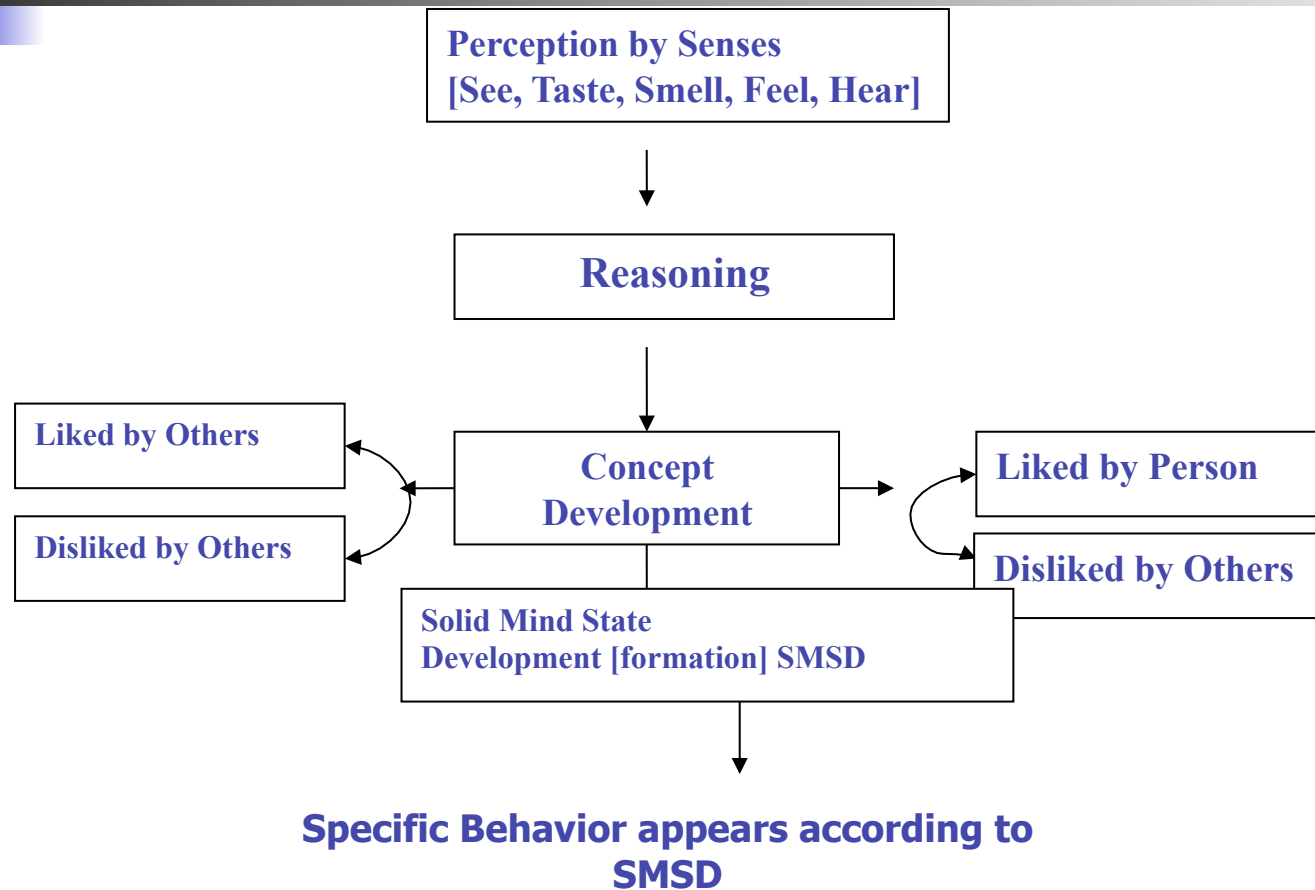 Perception by Senses
[See, Taste, Smell, Feel, Hear]
Reasoning
Liked by Others
Disliked by Others
Concept
Development
Liked by Person
Disliked by Others
Solid Mind State
Development [formation] SMSD
Specific Behavior appears according to
SMSD